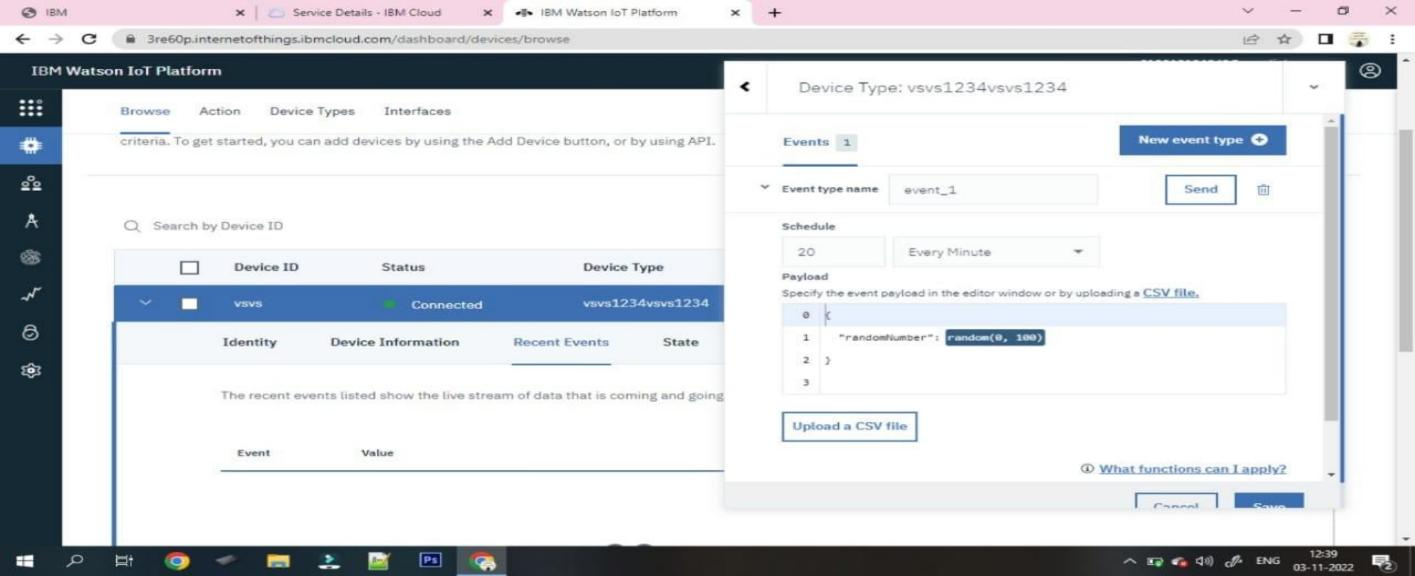 IBM
Service Details - IBM Cloud
IBM Watson IoT Platform
3re60p.internetofthings.ibmcloud.com/dashboard/devices/browse
IBM Watson IoT Platform
Browse Action Device Types Interfaces
criteria. To get started, you can add devices by using the Add Device button, or by using API.
Search by Device ID
Device ID Status Device Type
vsvs Connected vsvs1234vsvs1234
Identity Device Information Recent Events State
The recent events listed show the live stream of data that is coming and going
Event Value
Device Type: vsvs1234vsvs1234
Events 1
New event type
Event type name event_1 Send
Schedule
20 Every Minute
Payload
Specify the event payload in the editor window or by uploading a CSV file.
0 {
1 "randomNumber": random(0, 100)
2 }
3
Upload a CSV file
What functions can I apply?
Cancel Save
Ps
ENG
12:39
03-11-2022
2